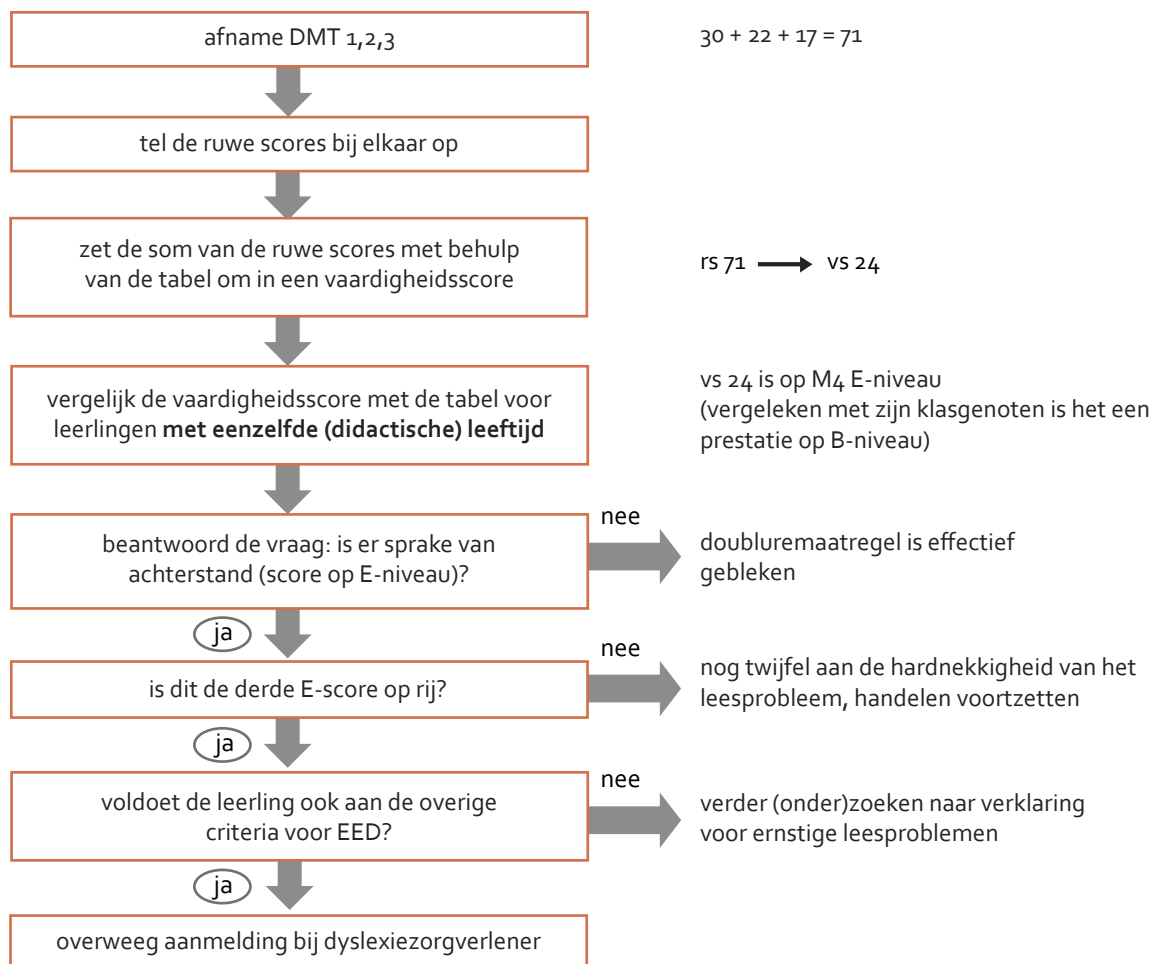 afname DMT 1,2,3
30 + 22 + 17 = 71
tel de ruwe scores bij elkaar op
zet de som van de ruwe scores met behulp
van de tabel om in een vaardigheidsscore
rs 71 → vs 24
vergelijk de vaardigheidsscore met de tabel voor
leerlingen met eenzelfde (didactische) leeftijd
vs 24 is op M4 E-niveau
(vergeleken met zijn klasgenoten is het een
prestatie op B-niveau)
beantwoord de vraag: is er sprake van
achterstand (score op E-niveau)?
nee
doubluremaatregel is effectief
gebleken
ja
is dit de derde E-score op rij?
nee
nog twijfel aan de hardnekkigheid van het
leesprobleem, handelen voortzetten
ja
voldoet de leerling ook aan de overige
criteria voor EED?
nee
verder (onder)zoeken naar verklaring
voor ernstige leesproblemen
ja
overweeg aanmelding bij dyslexiezorgverlener